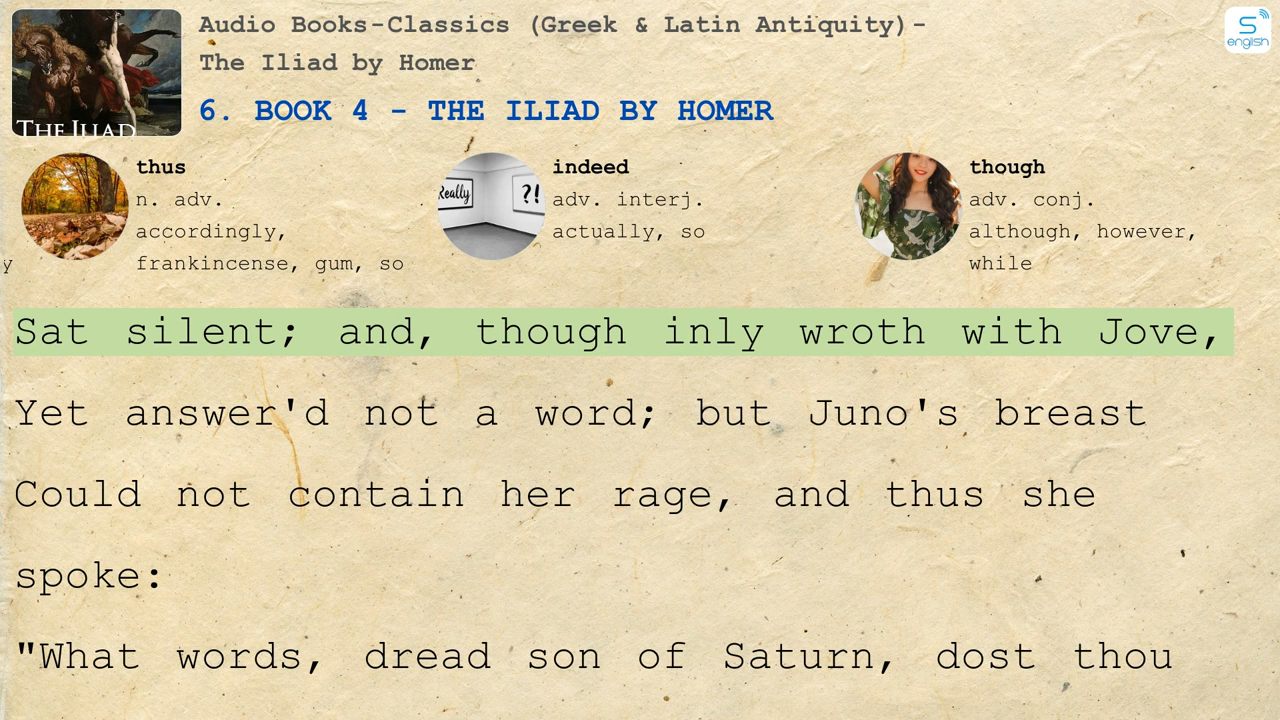 Audio Books-Classics (Greek & Latin Antiquity)-
The Iliad by Homer
6. BOOK 4 - THE ILIAD BY HOMER
THE ILIAD
S
english
thus
n. adv.
accordingly,
frankincense, gum, so
y
Really
?!
indeed
adv. interj.
actually, so
though
adv. conj.
although, however,
while
Sat silent; and, though inly wroth with Jove,
Yet answer'd not a word; but Juno's breast
Could not contain her rage, and thus she
spoke:
"What words, dread son of Saturn, dost thou